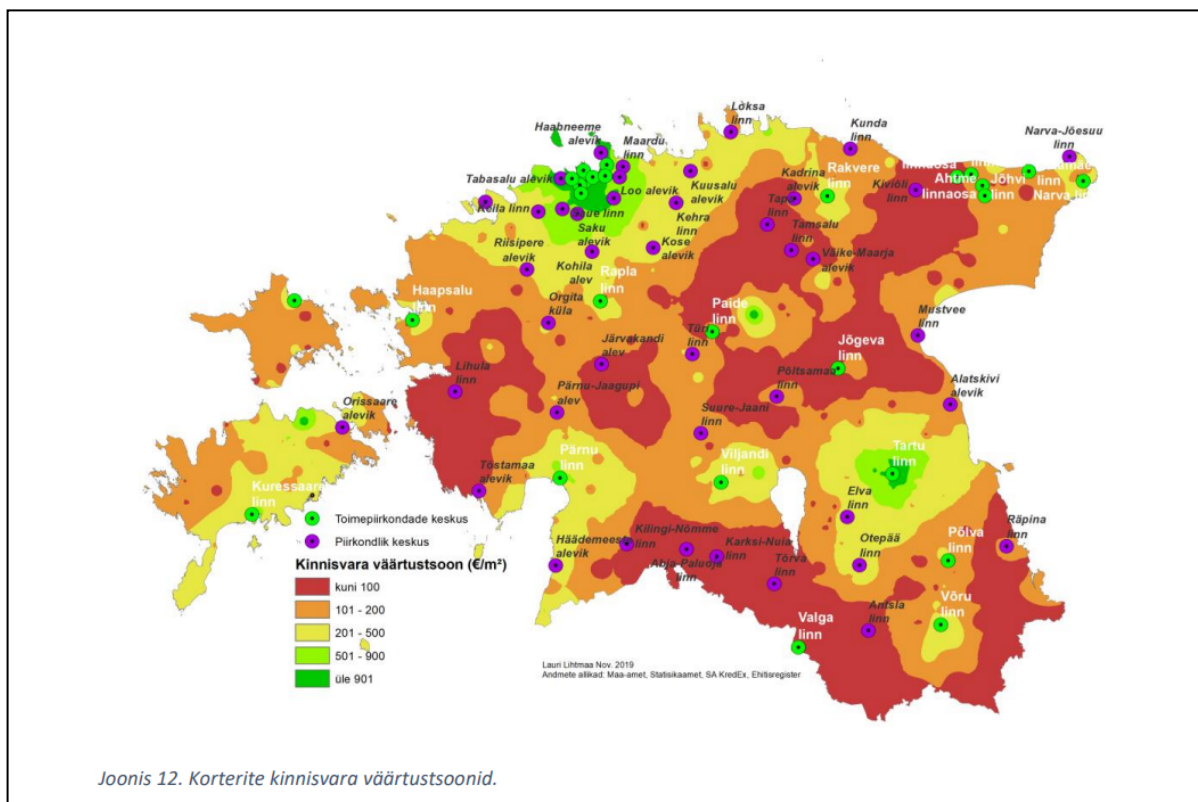 Loksa
linn
Haabneeme
alevik
Maardu
linn
Kunda
linn
Narva-Jõesuu
linn
Tabasalu alevik
Loo alevik
Kuusalu
alevik
Kadrina
alevik
Rakvere
linn
Kiviõli
linn
Ahtme
linnaosa
Jõhvi
linn
linn
Narva
Keila linn
Saku
alevik
Kehra
linn
Tapa
linn
Tamsalu
linn
Riisipere
alevik
Kohila
alev
Kose
alevik
Väike-Maarja
alevik
Rapla
linn
Haapsalu
linn
Orgita
küla
Paide
linn
Türi
linn
Mustvee
linn
Järvakandi
alev
Jõgeva
linn
Lihula
linn
Pärnu-Jaagupi
alev
Põltsamaa
linn
Alatskivi
alevik
Orissaare
alevik
Suure-Jaani
linn
Pärnu
linn
Viljandi
linn
Tartu
linn
Tõstamaa
alevik
Kuressaare
linn
Elva
linn
Toimepiirkondade keskus
Piirkondlik keskus
Häädemeeste
alevik
Kilingi-Nõmme
linn
Karksi-Nuia
linn
Abja-Paluoja
linn
Tõrva
linn
Otepää
linn
Põlva
linn
Räpina
linn
Kinnisvara väärtustsoon (€/m²)
kuni 100
101 - 200
201 - 500
501 - 900
üle 901
Valga
linn
Antsla
linn
Võru
linn
Lauri Lihtmaa Nov. 2019
Andmete allikad: Maa-amet, Statisikaamet, SA KredEx, Ehitisregister
Joonis 12. Korterite kinnisvara väärtustsoonid.